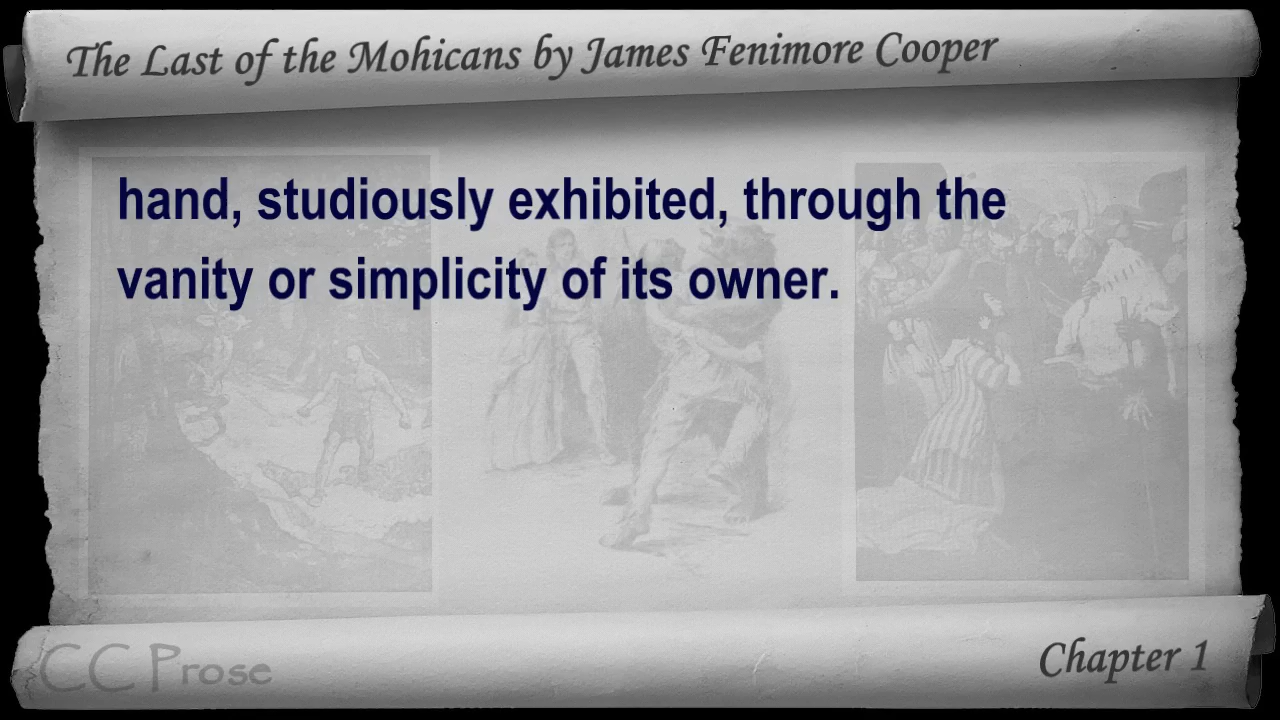 The Last of the Mohicans by James Fenimore Cooper
hand, studiously exhibited, through the
vanity or simplicity of its owner.
CC Prose
Chapter 1